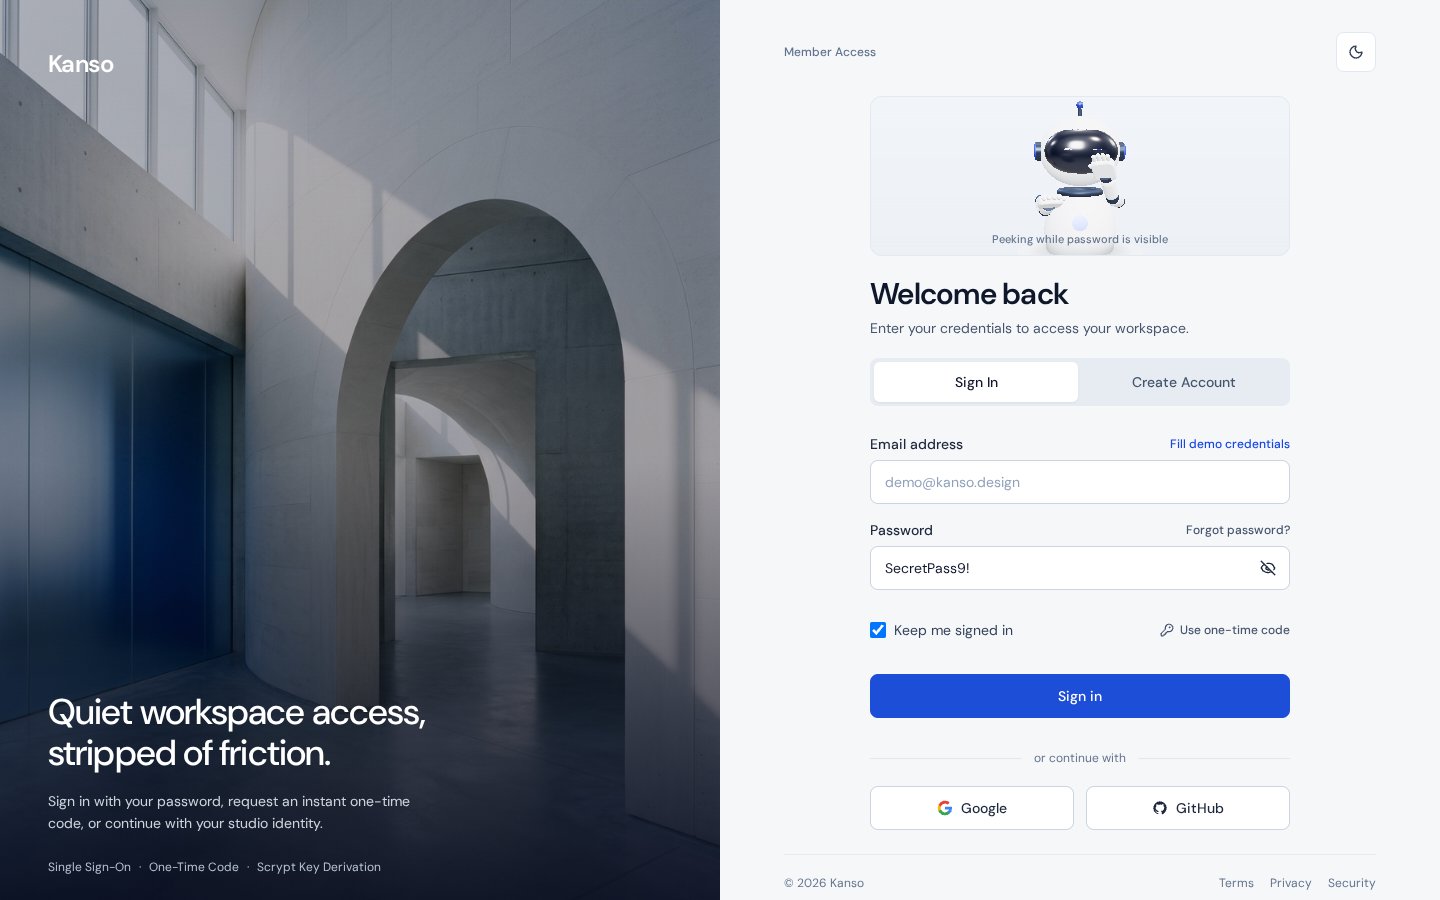 Kanso
Quiet workspace access,
stripped of friction.
Sign in with your password, request an instant one-time
code, or continue with your studio identity.
Single Sign-On · One-Time Code · Scrypt Key Derivation
Member Access
Peeking while password is visible
Welcome back
Enter your credentials to access your workspace.
Sign In
Create Account
Email address
Fill demo credentials
demo@kanso.design
Password
Forgot password?
SecretPass9!
Keep me signed in
Use one-time code
Sign in
or continue with
Google
GitHub
© 2026 Kanso
Terms
Privacy
Security